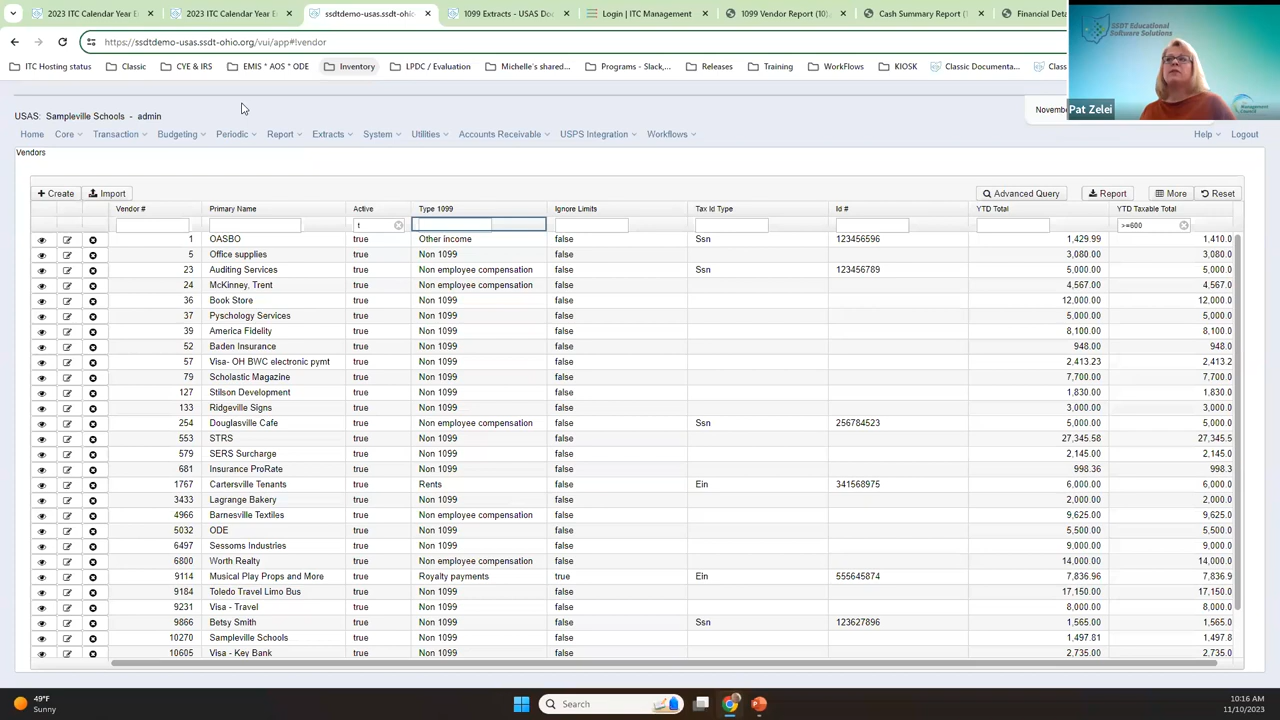 2023 ITC Calendar Year E
2023 ITC Calendar Year E
ssdtdemo-usas.ssdt-ohio
1099 Extracts - USAS Doc
Login | ITC Management
1099 Vendor Report (10)
Cash Summary Report (1
Financial Deta
https://ssdtdemo-usas.ssdt-ohio.org/vui/app#!vendor
ITC Hosting status
Classic
CYE & IRS
EMIS * AOS * ODE
Inventory
LPDC / Evaluation
Michelle's shared...
Programs - Slack,...
Releases
Training
WorkFlows
KIOSK
Classic Documenta...
Class
SSDT Educational
Software Solutions
Management
Council
Pat Zelei
USAS: Sampleville Schools - admin
Novembe
Home Core Transaction Budgeting Periodic Report Extracts System Utilities Accounts Receivable USPS Integration Workflows Help Logout
Vendors
Create Import Advanced Query Report More Reset
Vendor # Primary Name Active Type 1099 Ignore Limits Tax Id Type Id # YTD Total YTD Taxable Total
t >=600
1 OASBO true Other income false Ssn 123456596 1,429.99 1,410.0
5 Office supplies true Non 1099 false 3,080.00 3,080.0
23 Auditing Services true Non employee compensation false Ssn 123456789 5,000.00 5,000.0
24 McKinney, Trent true Non employee compensation false 4,567.00 4,567.0
36 Book Store true Non 1099 false 12,000.00 12,000.0
37 Pyschology Services true Non 1099 false 5,000.00 5,000.0
39 America Fidelity true Non 1099 false 8,100.00 8,100.0
52 Baden Insurance true Non 1099 false 948.00 948.0
57 Visa- OH BWC electronic pymt true Non 1099 false 2,413.23 2,413.2
79 Scholastic Magazine true Non 1099 false 7,700.00 7,700.0
127 Stilson Development true Non 1099 false 1,830.00 1,830.0
133 Ridgeville Signs true Non 1099 false 3,000.00 3,000.0
254 Douglasville Cafe true Non employee compensation false Ssn 256784523 5,000.00 5,000.0
553 STRS true Non 1099 false 27,345.58 27,345.5
579 SERS Surcharge true Non 1099 false 2,145.00 2,145.0
681 Insurance ProRate true Non 1099 false 998.36 998.3
1767 Cartersville Tenants true Rents false Ein 341568975 6,000.00 6,000.0
3433 Lagrange Bakery true Non 1099 false 2,000.00 2,000.0
4966 Barnesville Textiles true Non employee compensation false 9,625.00 9,625.0
5032 ODE true Non 1099 false 5,500.00 5,500.0
6497 Sessoms Industries true Non 1099 false 9,000.00 9,000.0
6800 Worth Realty true Non employee compensation false 14,000.00 14,000.0
9114 Musical Play Props and More true Royalty payments true Ein 555645874 7,836.96 7,836.9
9184 Toledo Travel Limo Bus true Non 1099 false 17,150.00 17,150.0
9231 Visa - Travel true Non 1099 false 8,000.00 8,000.0
9866 Betsy Smith true Non 1099 false Ssn 123627896 1,565.00 1,565.0
10270 Sampleville Schools true Non 1099 false 1,497.81 1,497.8
10605 Visa - Key Bank true Non 1099 false 2,735.00 2,735.0
49°F
Sunny
Search
10:16 AM
11/10/2023